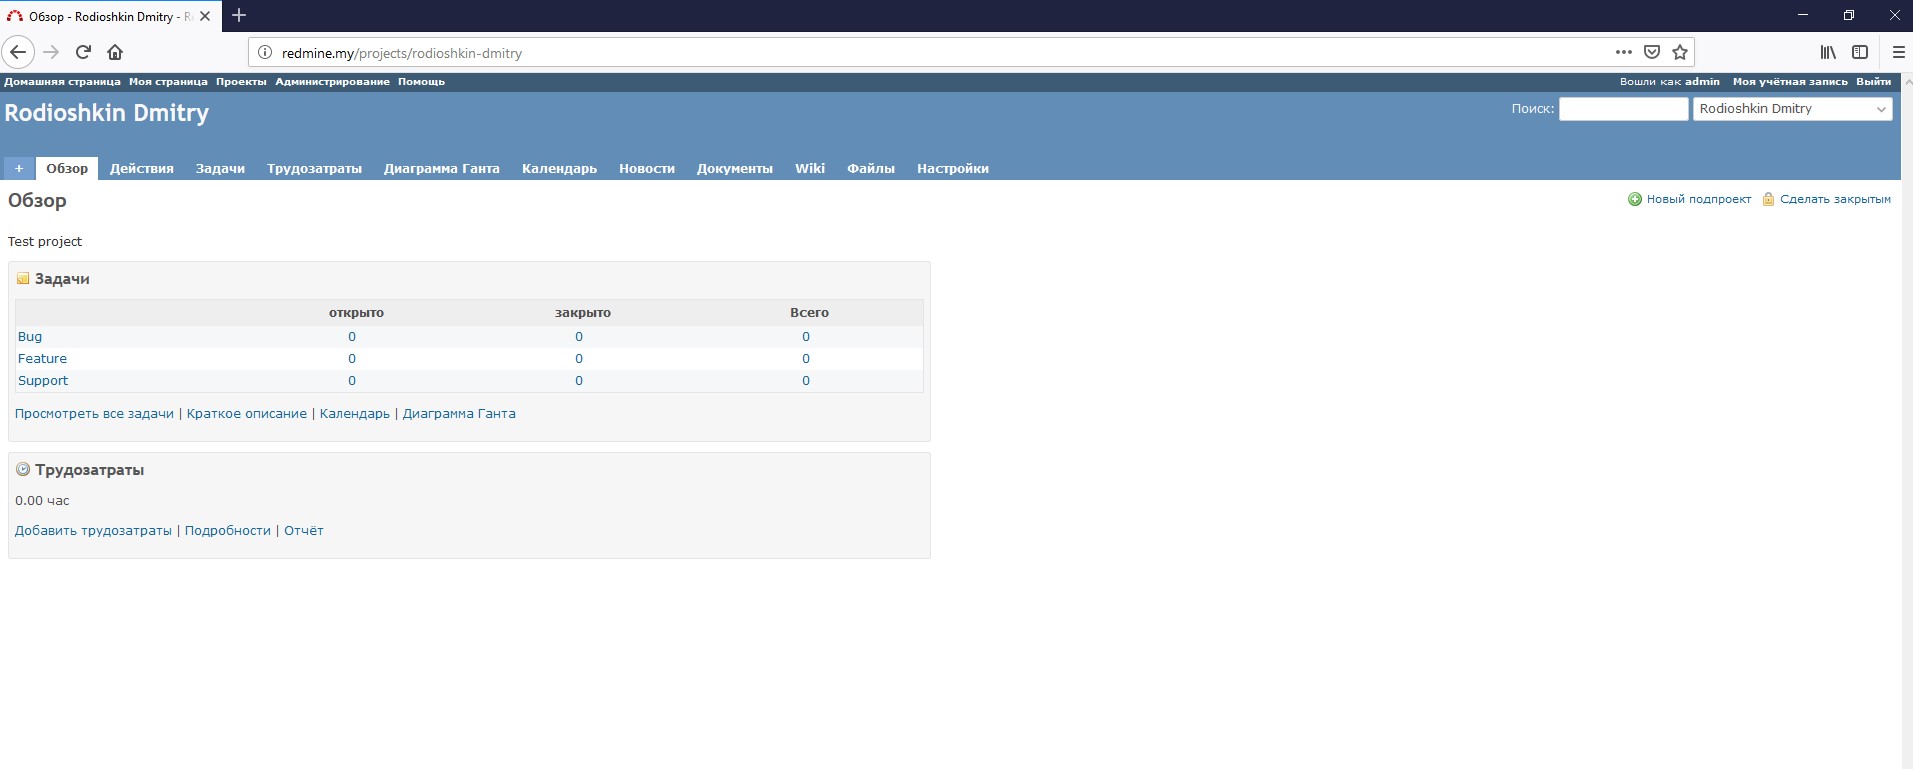 Обзор - Rodioshkin Dmitry - R
redmine.my/projects/rodioshkin-dmitry
Домашняя страница Моя страница Проекты Администрирование Помощь Вошли как admin Моя учётная запись Выйти
Rodioshkin Dmitry Поиск: Rodioshkin Dmitry
+ Обзор Действия Задачи Трудозатраты Диаграмма Ганта Календарь Новости Документы Wiki Файлы Настройки
Обзор Новый подпроект Сделать закрытым
Test project
Задачи
открыто закрыто Всего
Bug 0 0 0
Feature 0 0 0
Support 0 0 0
Просмотреть все задачи | Краткое описание | Календарь | Диаграмма Ганта
Трудозатраты
0.00 час
Добавить трудозатраты | Подробности | Отчёт